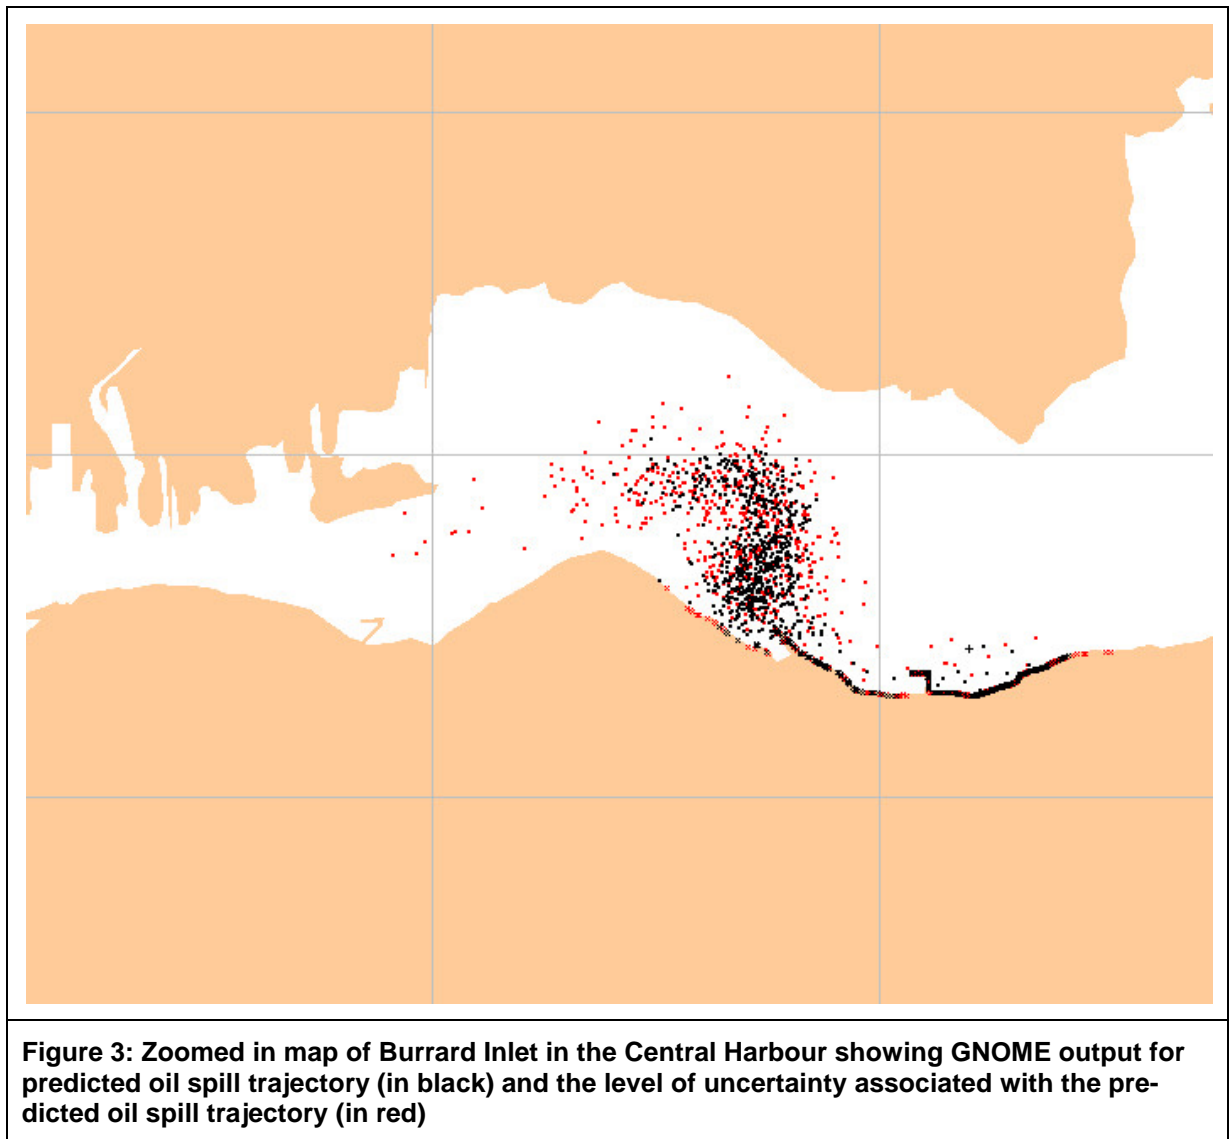 Figure 3: Zoomed in map of Burrard Inlet in the Central Harbour showing GNOME output for
predicted oil spill trajectory (in black) and the level of uncertainty associated with the pre-
dicted oil spill trajectory (in red)